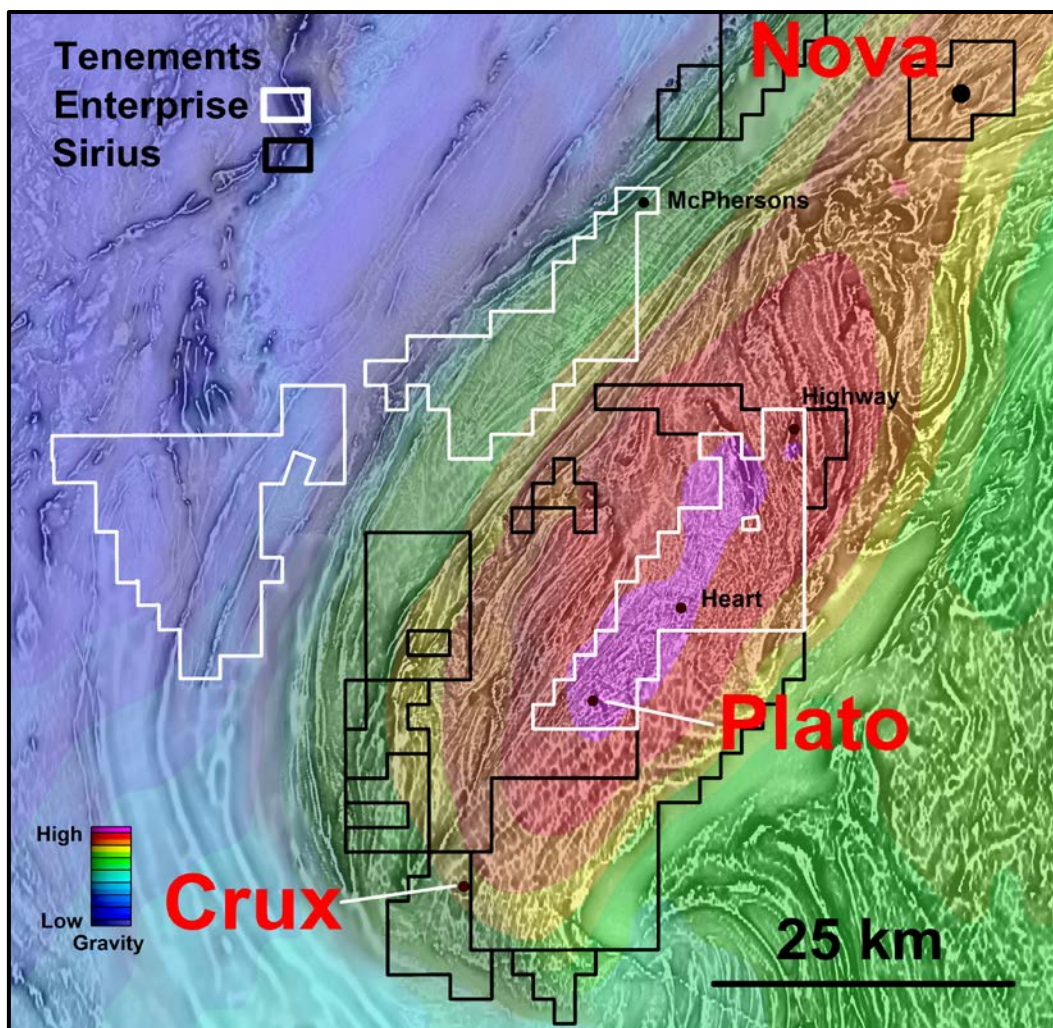 Nova
Tenements
Enterprise
Sirius
McPhersons
Highway
Heart
Plato
High
Low
Gravity
Crux
25 km